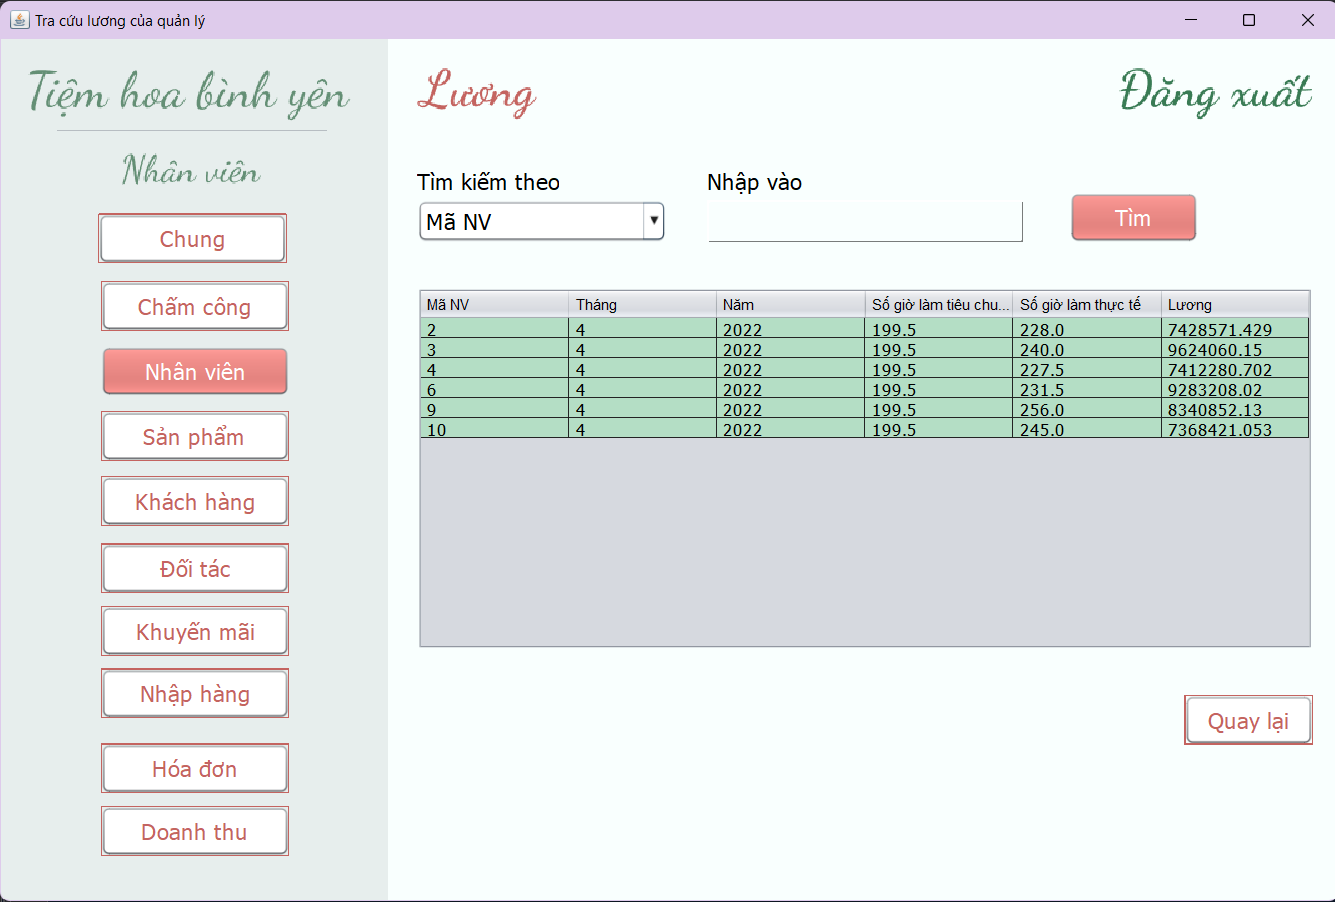 Tra cứu lương của quản lý
Tiệm hoa bình yên
Nhân viên
Chung
Chấm công
Nhân viên
Sản phẩm
Khách hàng
Đối tác
Khuyến mãi
Nhập hàng
Hóa đơn
Doanh thu
Lương
Đăng xuất
Tìm kiếm theo
Nhập vào
Mã NV
Tìm
Mã NV Tháng Năm Số giờ làm tiêu chu... Số giờ làm thực tế Lương
2 4 2022 199.5 228.0 7428571.429
3 4 2022 199.5 240.0 9624060.15
4 4 2022 199.5 227.5 7412280.702
6 4 2022 199.5 231.5 9283208.02
9 4 2022 199.5 256.0 8340852.13
10 4 2022 199.5 245.0 7368421.053
Quay lại